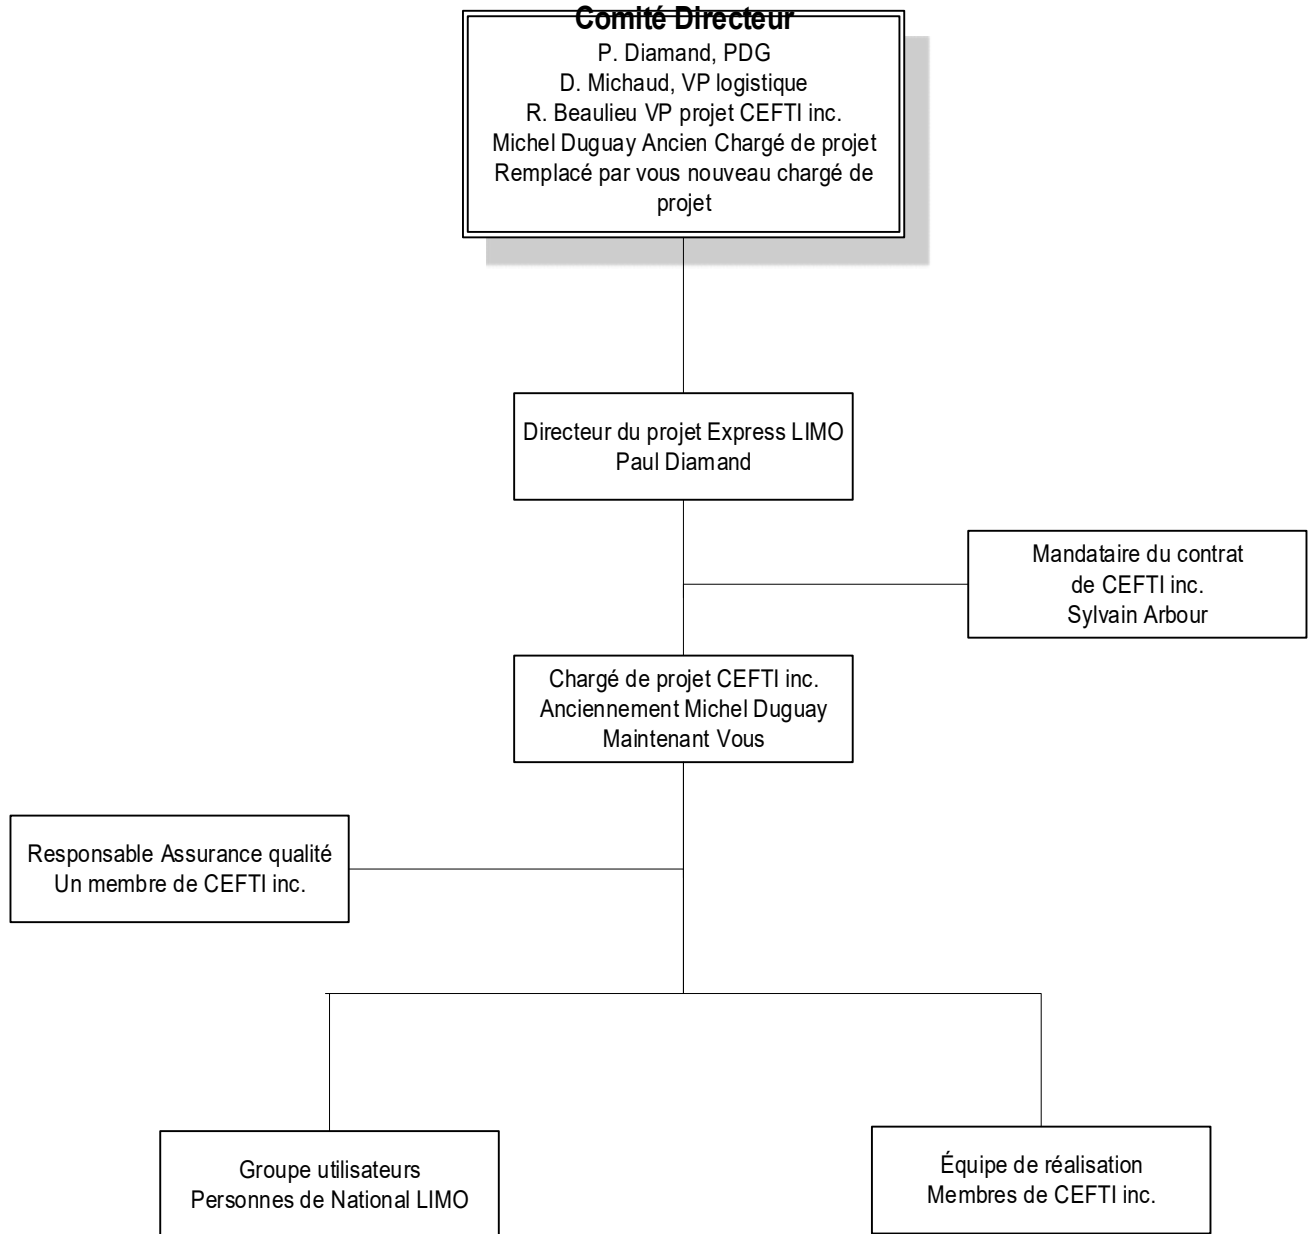 Comité Directeur
P. Diamand, PDG
D. Michaud, VP logistique
R. Beaulieu VP projet CEFTI inc.
Michel Duguay Ancien Chargé de projet
Remplacé par vous nouveau chargé de
projet
Directeur du projet Express LIMO
Paul Diamand
Mandataire du contrat
de CEFTI inc.
Sylvain Arbour
Chargé de projet CEFTI inc.
Anciennement Michel Duguay
Maintenant Vous
Responsable Assurance qualité
Un membre de CEFTI inc.
Groupe utilisateurs
Personnes de National LIMO
Équipe de réalisation
Membres de CEFTI inc.